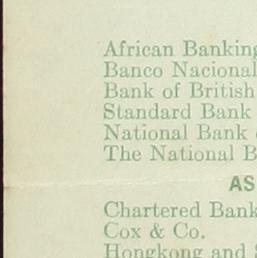 African Banking
Banco Nacional
Bank of British
Standard Bank
National Bank
The National B
AS
Chartered Bank
Cox & Co.
Hongkong and S